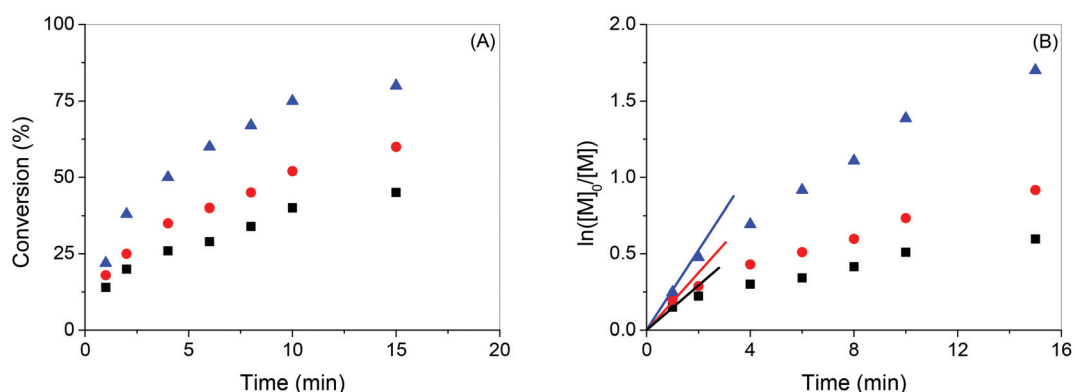 (A)
Conversion (%)
100
75
50
25
0
0 5 10 15 20
Time (min)
(B)
ln([M]₀/[M])
2.0
1.5
1.0
0.5
0.0
0 4 8 12 16
Time (min)